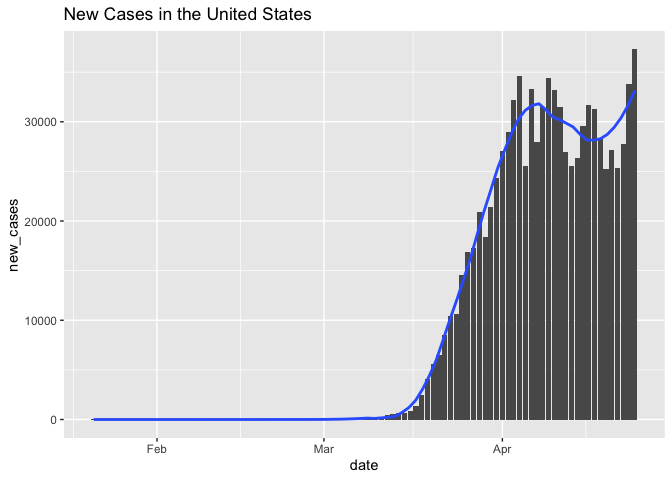 New Cases in the United States
new_cases
30000
20000
10000
0
Feb
Mar
Apr
date